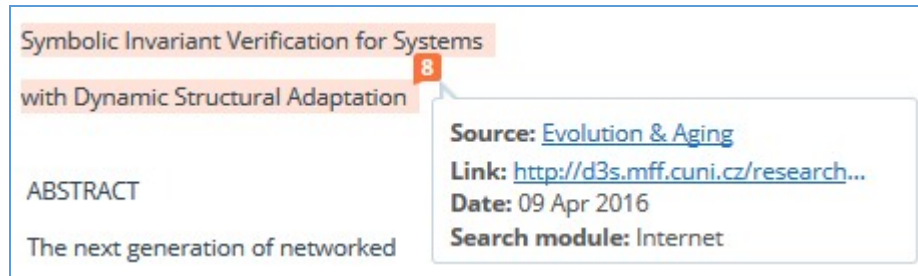 Symbolic Invariant Verification for Systems
8
with Dynamic Structural Adaptation
Source: Evolution & Aging
Link: http://d3s.mff.cuni.cz/research...
Date: 09 Apr 2016
Search module: Internet
ABSTRACT
The next generation of networked